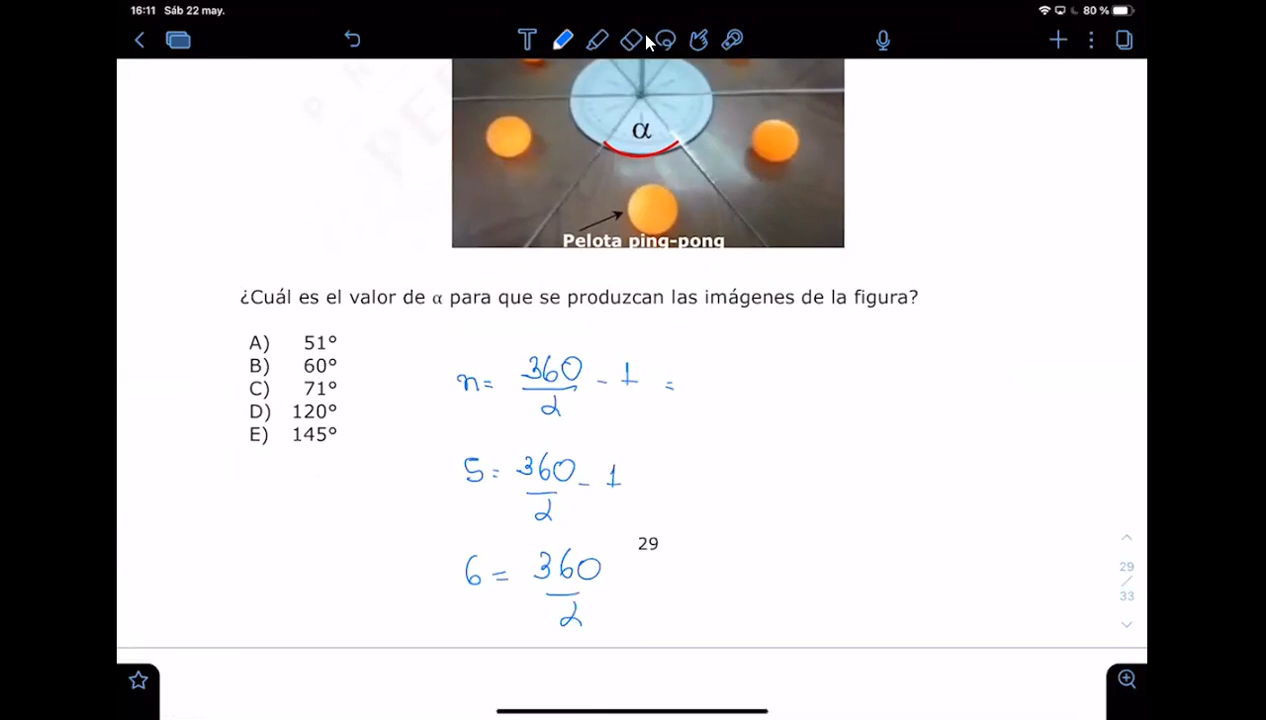 16:11 Sáb 22 may.
80 %
T
α
Pelota ping-pong
¿Cuál es el valor de α para que se produzcan las imágenes de la figura?
A) 51°
B) 60°
C) 71°
D) 120°
E) 145°
n = 360/α - 1 =
5 = 360/α - 1
6 = 360/α
29
29
/
33